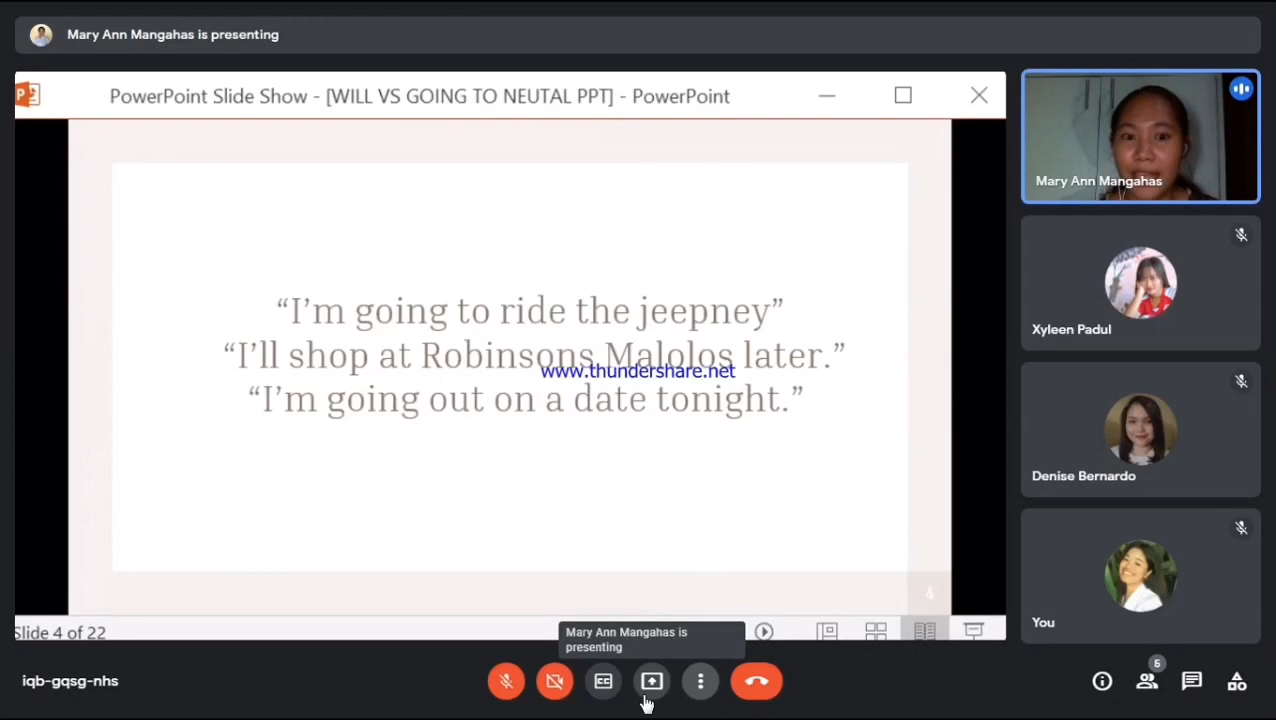 Mary Ann Mangahas is presenting
P
PowerPoint Slide Show - [WILL VS GOING TO NEUTAL PPT] - PowerPoint
“I’m going to ride the jeepney”
“I’ll shop at Robinsons Malolos later.”
www.thundershare.net
“I’m going out on a date tonight.”
4
Slide 4 of 22
Mary Ann Mangahas
Xyleen Padul
Denise Bernardo
You
Mary Ann Mangahas is
presenting
iqb-gqsg-nhs
CC
6